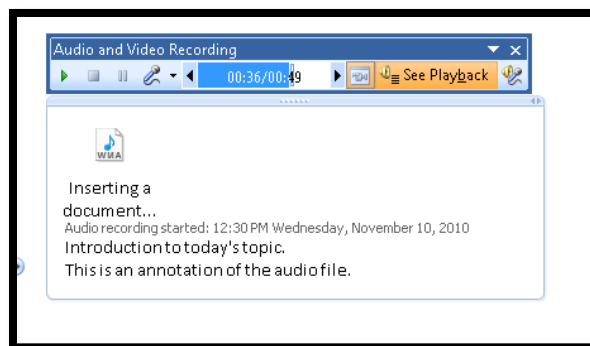 Audio and Video Recording
00:36/00:49 See Playback
WMA
Inserting a
document...
Audio recording started: 12:30 PM Wednesday, November 10, 2010
Introduction to today's topic.
This is an annotation of the audio file.